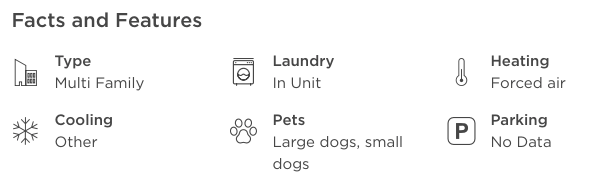 Facts and Features
Type
Multi Family
Laundry
In Unit
Heating
Forced air
Cooling
Other
Pets
Large dogs, small
dogs
P
Parking
No Data